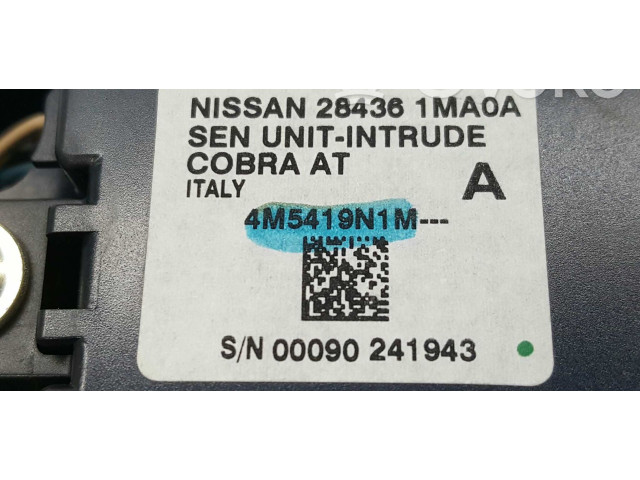 NISSAN 28436 1MA0A
SEN UNIT-INTRUDE
COBRA AT
ITALY
A
4M5419N1M---
S/N 00090 241943